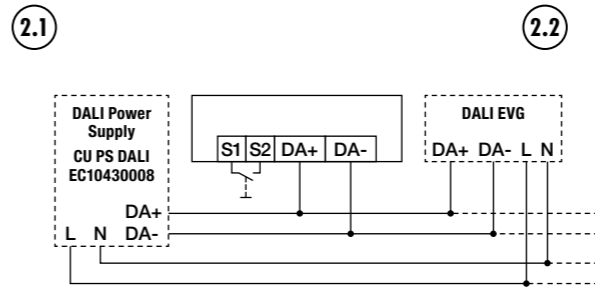 2.1
2.2
DALI Power
Supply
CU PS DALI
EC10430008
DA+
L N DA-
S1 S2 DA+ DA-
DALI EVG
DA+ DA- L N